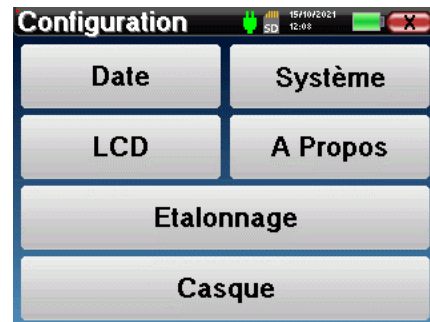 Configuration SD 15/10/2021 12:08 X
Date Système
LCD A Propos
Etalonnage
Casque